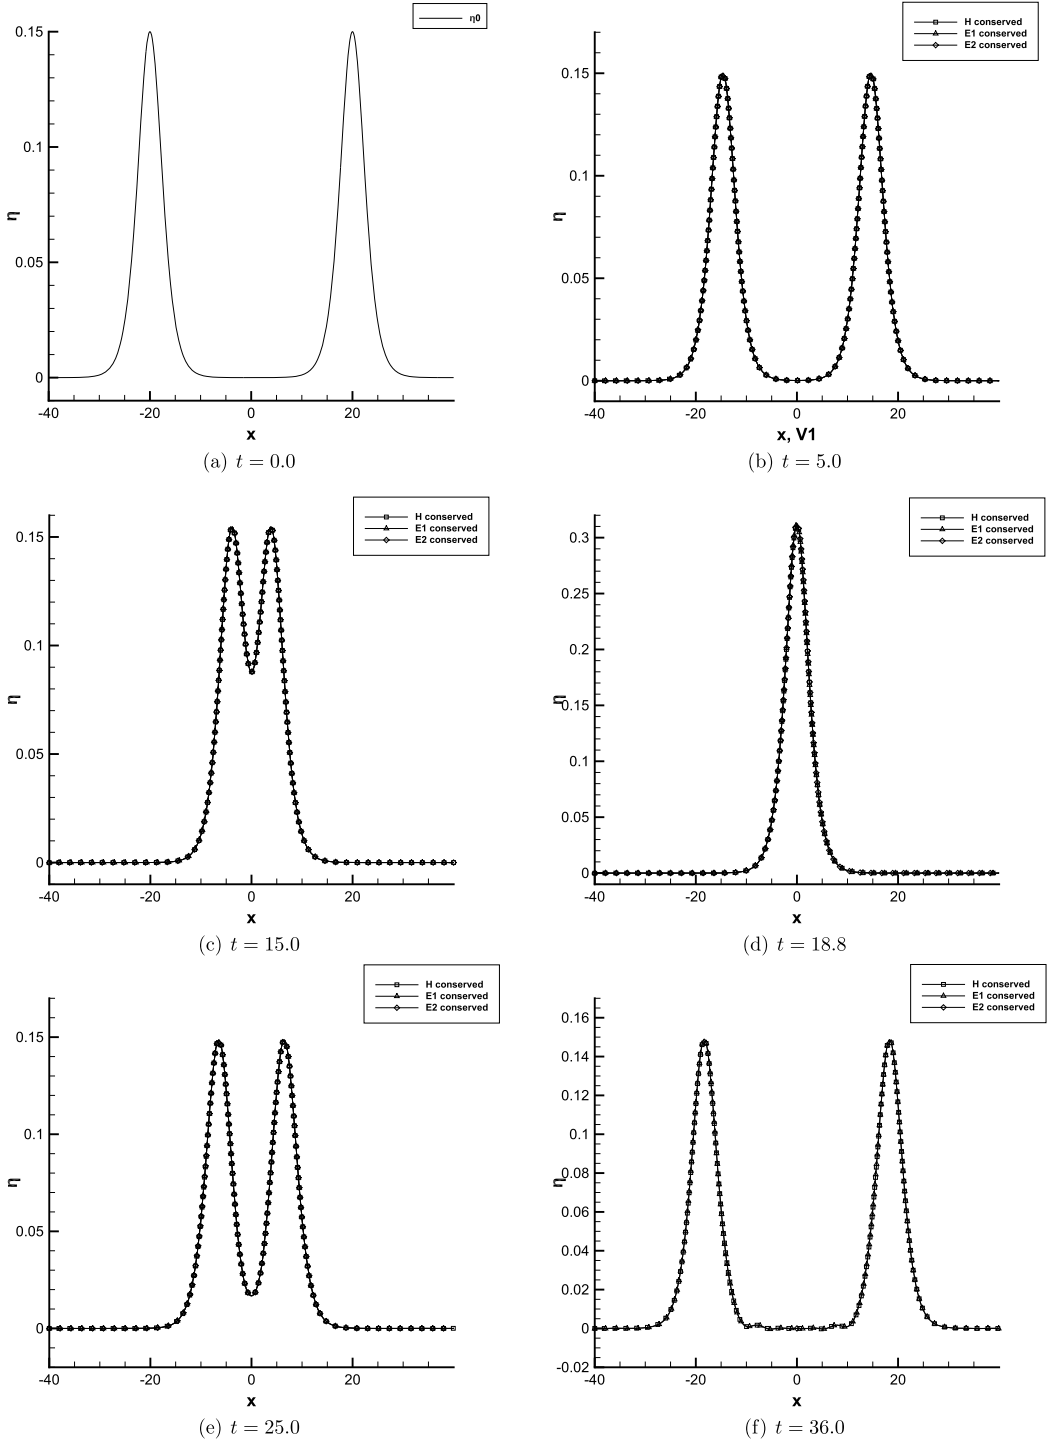 η0
0.15
0.1
0.05
0
η
-40 -20 0 20
x
(a) t = 0.0
H conserved
E1 conserved
E2 conserved
0.15
0.1
0.05
0
η
-40 -20 0 20
x, V1
(b) t = 5.0
H conserved
E1 conserved
E2 conserved
0.15
0.1
0.05
0
η
-40 -20 0 20
x
(c) t = 15.0
H conserved
E1 conserved
E2 conserved
0.3
0.25
0.2
0.15
0.1
0.05
0
η
-40 -20 0 20
x
(d) t = 18.8
H conserved
E1 conserved
E2 conserved
0.15
0.1
0.05
0
η
-40 -20 0 20
x
(e) t = 25.0
H conserved
E1 conserved
E2 conserved
0.16
0.14
0.12
0.1
0.08
0.06
0.04
0.02
0
-0.02
η
-40 -20 0 20
x
(f) t = 36.0